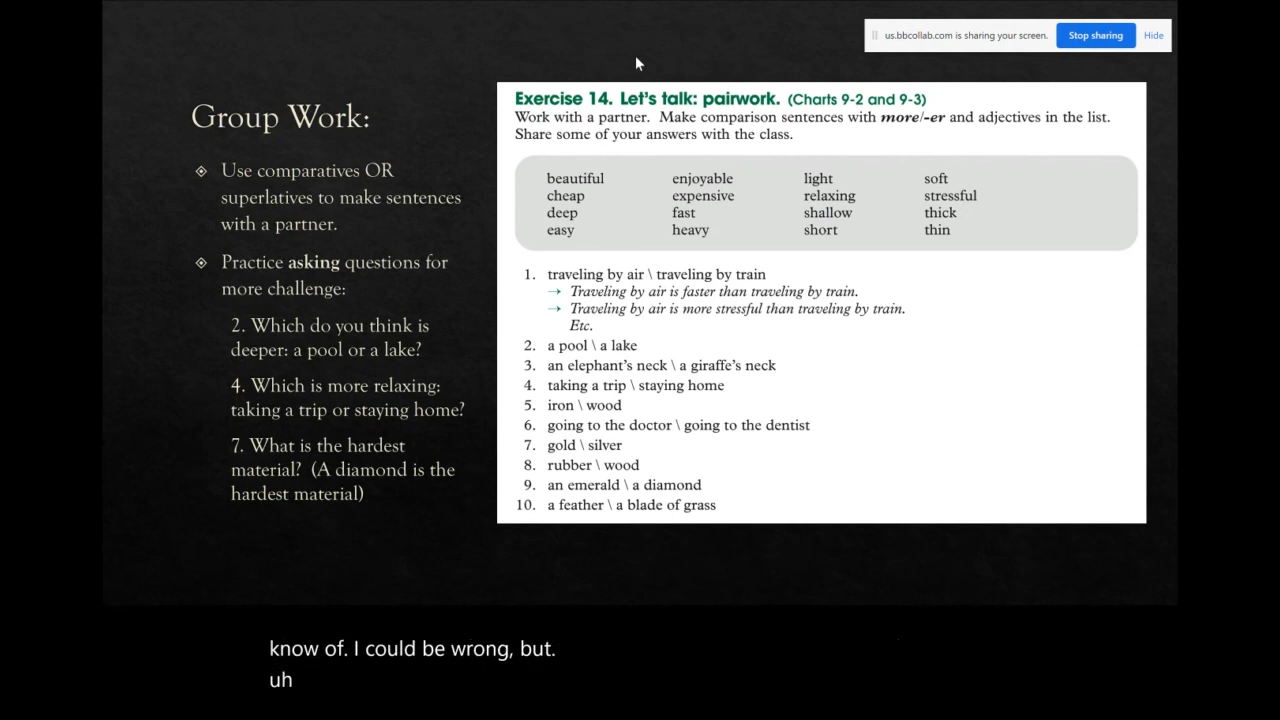 us.bbcollab.com is sharing your screen. Stop sharing Hide
Group Work:
Use comparatives OR
superlatives to make sentences
with a partner.
Practice asking questions for
more challenge:
2. Which do you think is
deeper: a pool or a lake?
4. Which is more relaxing:
taking a trip or staying home?
7. What is the hardest
material? (A diamond is the
hardest material)
Exercise 14. Let's talk: pairwork. (Charts 9-2 and 9-3)
Work with a partner. Make comparison sentences with more/-er and adjectives in the list.
Share some of your answers with the class.
beautiful enjoyable light soft
cheap expensive relaxing stressful
deep fast shallow thick
easy heavy short thin
1. traveling by air \ traveling by train
→ Traveling by air is faster than traveling by train.
→ Traveling by air is more stressful than traveling by train.
Etc.
2. a pool \ a lake
3. an elephant's neck \ a giraffe's neck
4. taking a trip \ staying home
5. iron \ wood
6. going to the doctor \ going to the dentist
7. gold \ silver
8. rubber \ wood
9. an emerald \ a diamond
10. a feather \ a blade of grass
know of. I could be wrong, but.
uh